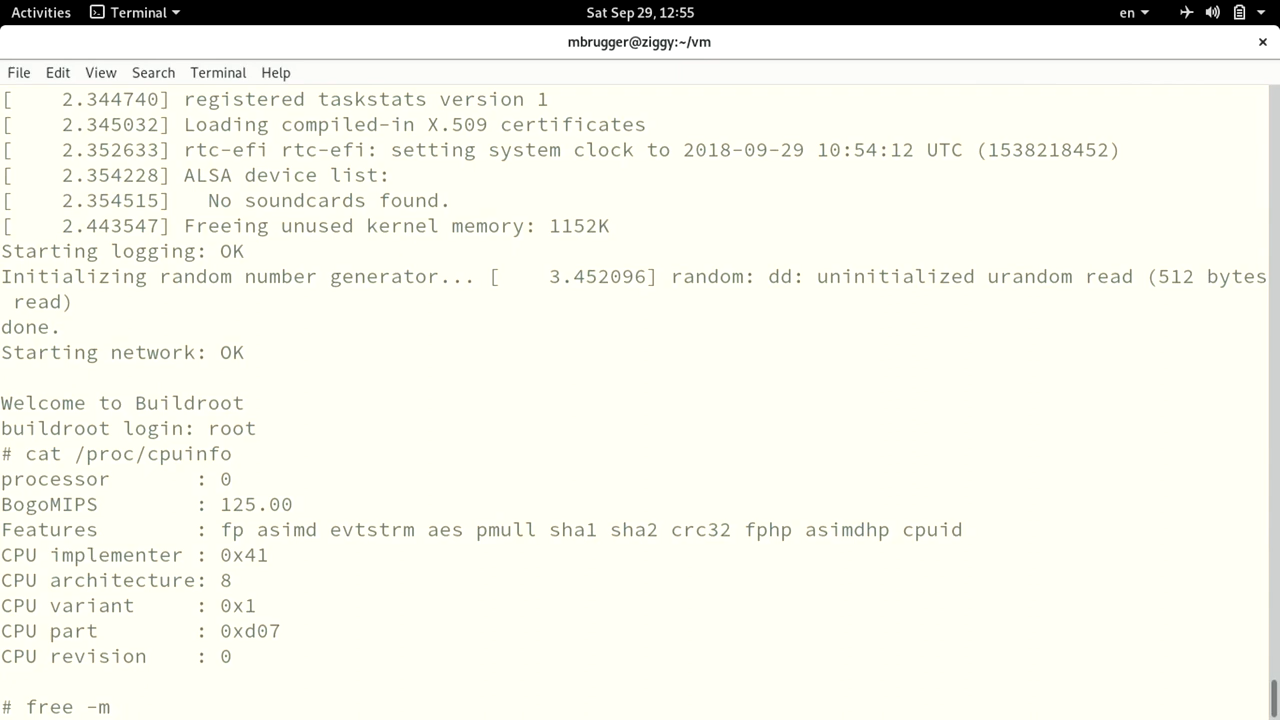 Activities Terminal Sat Sep 29, 12:55 en
mbrugger@ziggy:~/vm ×
File Edit View Search Terminal Help
[    2.344740] registered taskstats version 1
[    2.345032] Loading compiled-in X.509 certificates
[    2.352633] rtc-efi rtc-efi: setting system clock to 2018-09-29 10:54:12 UTC (1538218452)
[    2.354228] ALSA device list:
[    2.354515]   No soundcards found.
[    2.443547] Freeing unused kernel memory: 1152K
Starting logging: OK
Initializing random number generator... [    3.452096] random: dd: uninitialized urandom read (512 bytes
 read)
done.
Starting network: OK
Welcome to Buildroot
buildroot login: root
# cat /proc/cpuinfo
processor       : 0
BogoMIPS        : 125.00
Features        : fp asimd evtstrm aes pmull sha1 sha2 crc32 fphp asimdhp cpuid
CPU implementer : 0x41
CPU architecture: 8
CPU variant     : 0x1
CPU part        : 0xd07
CPU revision    : 0
# free -m